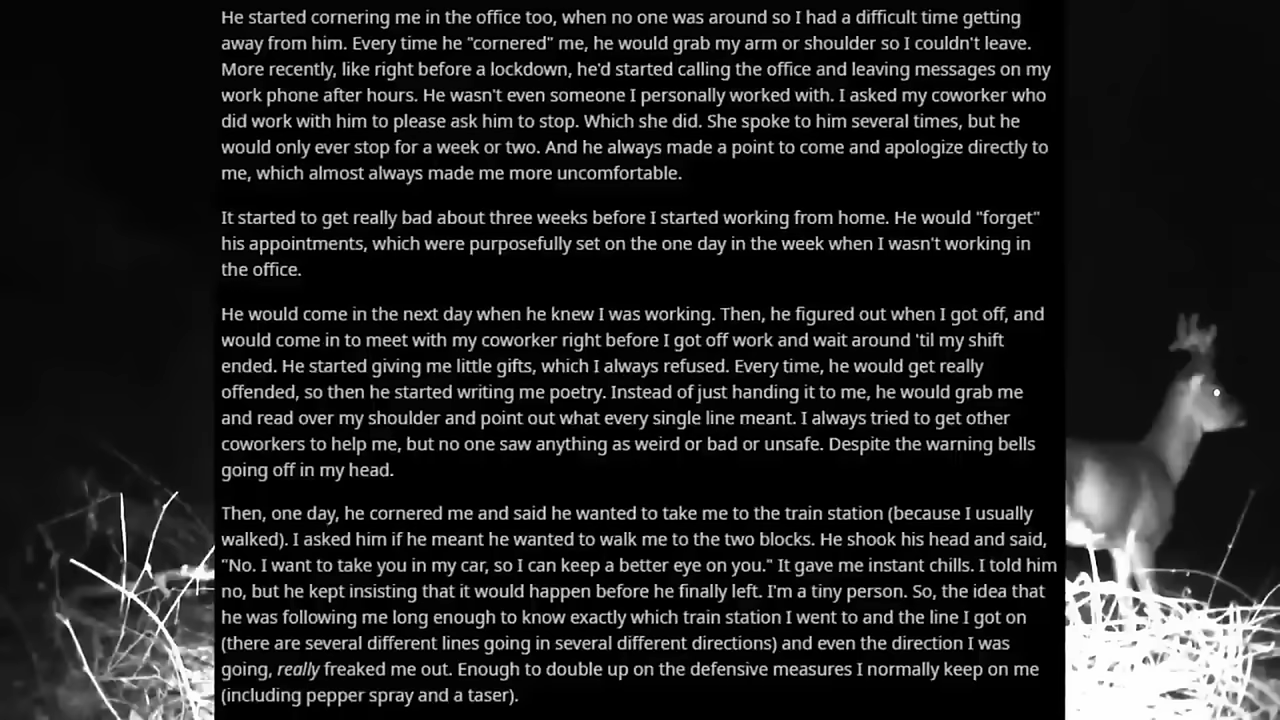 He started cornering me in the office too, when no one was around so I had a difficult time getting
away from him. Every time he "cornered" me, he would grab my arm or shoulder so I couldn't leave.
More recently, like right before a lockdown, he'd started calling the office and leaving messages on my
work phone after hours. He wasn't even someone I personally worked with. I asked my coworker who
did work with him to please ask him to stop. Which she did. She spoke to him several times, but he
would only ever stop for a week or two. And he always made a point to come and apologize directly to
me, which almost always made me more uncomfortable.
It started to get really bad about three weeks before I started working from home. He would "forget"
his appointments, which were purposefully set on the one day in the week when I wasn't working in
the office.
He would come in the next day when he knew I was working. Then, he figured out when I got off, and
would come in to meet with my coworker right before I got off work and wait around 'til my shift
ended. He started giving me little gifts, which I always refused. Every time, he would get really
offended, so then he started writing me poetry. Instead of just handing it to me, he would grab me
and read over my shoulder and point out what every single line meant. I always tried to get other
coworkers to help me, but no one saw anything as weird or bad or unsafe. Despite the warning bells
going off in my head.
Then, one day, he cornered me and said he wanted to take me to the train station (because I usually
walked). I asked him if he meant he wanted to walk me to the two blocks. He shook his head and said,
"No. I want to take you in my car, so I can keep a better eye on you." It gave me instant chills. I told him
no, but he kept insisting that it would happen before he finally left. I'm a tiny person. So, the idea that
he was following me long enough to know exactly which train station I went to and the line I got on
(there are several different lines going in several different directions) and even the direction I was
going, really freaked me out. Enough to double up on the defensive measures I normally keep on me
(including pepper spray and a taser).